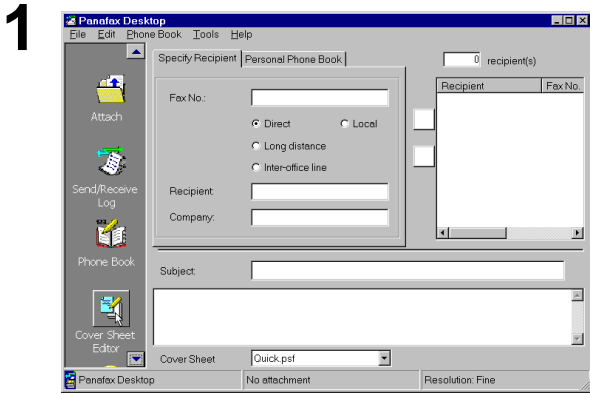 1
Panafax Desktop
File Edit Phone Book Tools Help
Attach
Send/Receive
Log
Phone Book
Cover Sheet
Editor
Specify Recipient Personal Phone Book
Fax No.:
Direct Local
Long distance
Inter-office line
Recipient:
Company:
0 recipient(s)
Recipient Fax No.
Subject:
Cover Sheet Quick.psf
Panafax Desktop No attachment Resolution: Fine